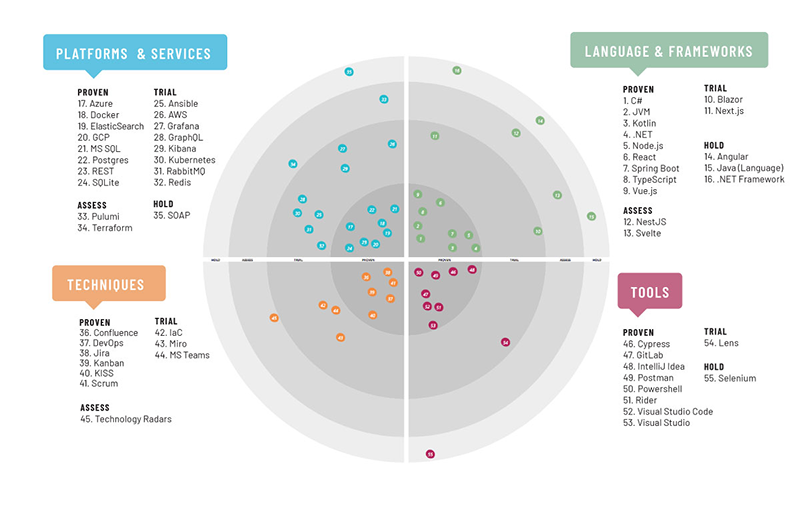 PLATFORMS & SERVICES
PROVEN
17. Azure
18. Docker
19. ElasticSearch
20. GCP
21. MS SQL
22. Postgres
23. REST
24. SQLite
ASSESS
33. Pulumi
34. Terraform
TRIAL
25. Ansible
26. AWS
27. Grafana
28. GraphQL
29. Kibana
30. Kubernetes
31. RabbitMQ
32. Redis
HOLD
35. SOAP
LANGUAGE & FRAMEWORKS
PROVEN
1. C#
2. JVM
3. Kotlin
4. .NET
5. Node.js
6. React
7. Spring Boot
8. TypeScript
9. Vue.js
ASSESS
12. NestJS
13. Svelte
TRIAL
10. Blazor
11. Next.js
HOLD
14. Angular
15. Java (Language)
16. .NET Framework
HOLD ASSESS TRIAL PROVEN PROVEN TRIAL ASSESS HOLD
TECHNIQUES
PROVEN
36. Confluence
37. DevOps
38. Jira
39. Kanban
40. KISS
41. Scrum
ASSESS
45. Technology Radars
TRIAL
42. IaC
43. Miro
44. MS Teams
TOOLS
PROVEN
46. Cypress
47. GitLab
48. IntelliJ Idea
49. Postman
50. Powershell
51. Rider
52. Visual Studio Code
53. Visual Studio
TRIAL
54. Lens
HOLD
55. Selenium